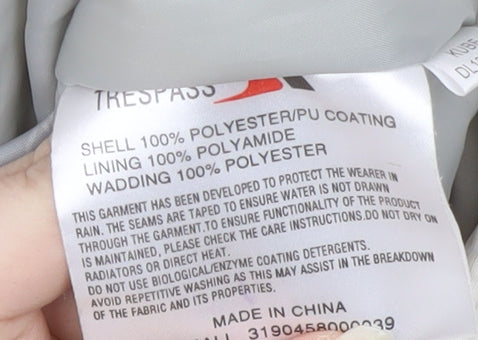 TRESPASS
KUBE
SHELL 100% POLYESTER/PU COATING
LINING 100% POLYAMIDE
WADDING 100% POLYESTER
THIS GARMENT HAS BEEN DEVELOPED TO PROTECT THE WEARER IN
RAIN. THE SEAMS ARE TAPED TO ENSURE WATER IS NOT DRAWN
THROUGH THE GARMENT.TO ENSURE FUNCTIONALITY OF THE PRODUCT
IS MAINTAINED, PLEASE CHECK THE CARE INSTRUCTIONS.DO NOT DRY ON
RADIATORS OR DIRECT HEAT.
DO NOT USE BIOLOGICAL/ENZYME COATING DETERGENTS.
AVOID REPETITIVE WASHING AS THIS MAY ASSIST IN THE BREAKDOWN
OF THE FABRIC AND ITS PROPERTIES.
MADE IN CHINA
3190458000039